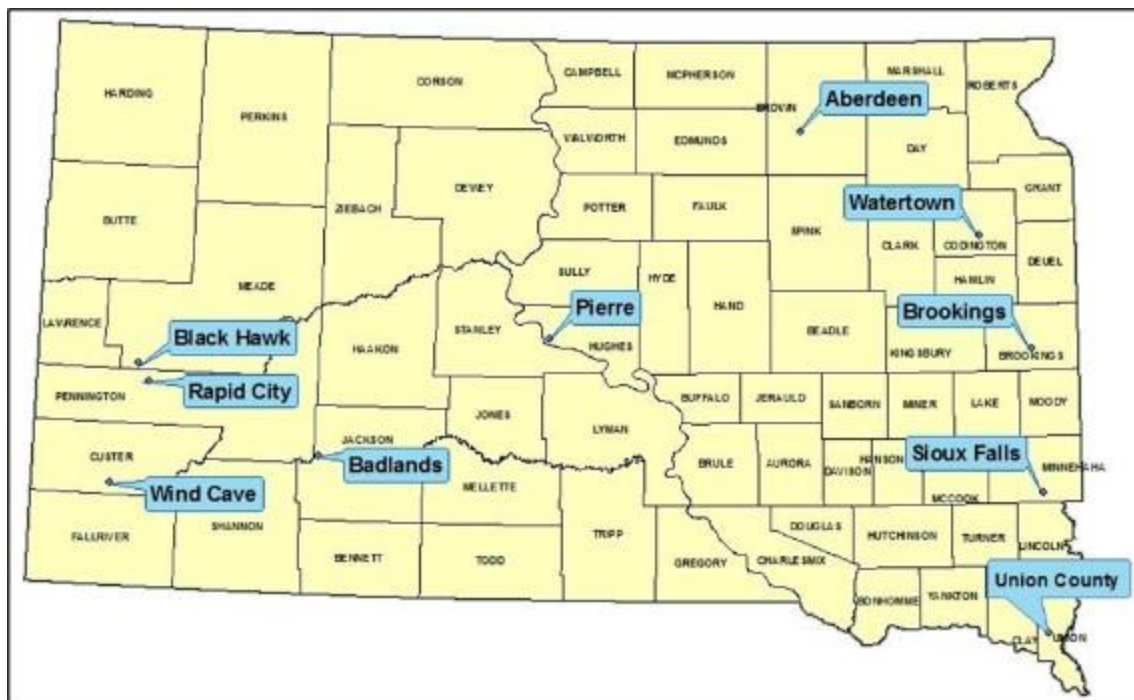 HARDING
PERKINS
CORSON
CAMPBELL
MCPHERSON
BROWN
MARSHALL
ROBERTS
Aberdeen
WALWORTH
EDMUNDS
DAY
DEWEY
ZIEBACH
GRANT
BUTTE
POTTER
FAULK
SPINK
Watertown
CLARK
CODINGTON
DEUEL
MEADE
SULLY
HYDE
HAND
HAMLIN
LAWRENCE
Black Hawk
HAAKON
STANLEY
Pierre
HUGHES
BEADLE
Brookings
KINGSBURY
BROOKINGS
PENNINGTON
Rapid City
JONES
LYMAN
BUFFALO
JERAULD
SANBORN
MINER
LAKE
MOODY
CUSTER
JACKSON
Badlands
BRULE
AURORA
DAVISON
HANSON
Sioux Falls
MINNEHAHA
Wind Cave
MELLETTE
MCCOOK
FALLRIVER
SHANNON
BENNETT
TODD
TRIPP
GREGORY
CHARLESMIX
DOUGLAS
HUTCHINSON
TURNER
LINCOLN
Union County
BONHOMME
YANKTON
CLAY
UNION